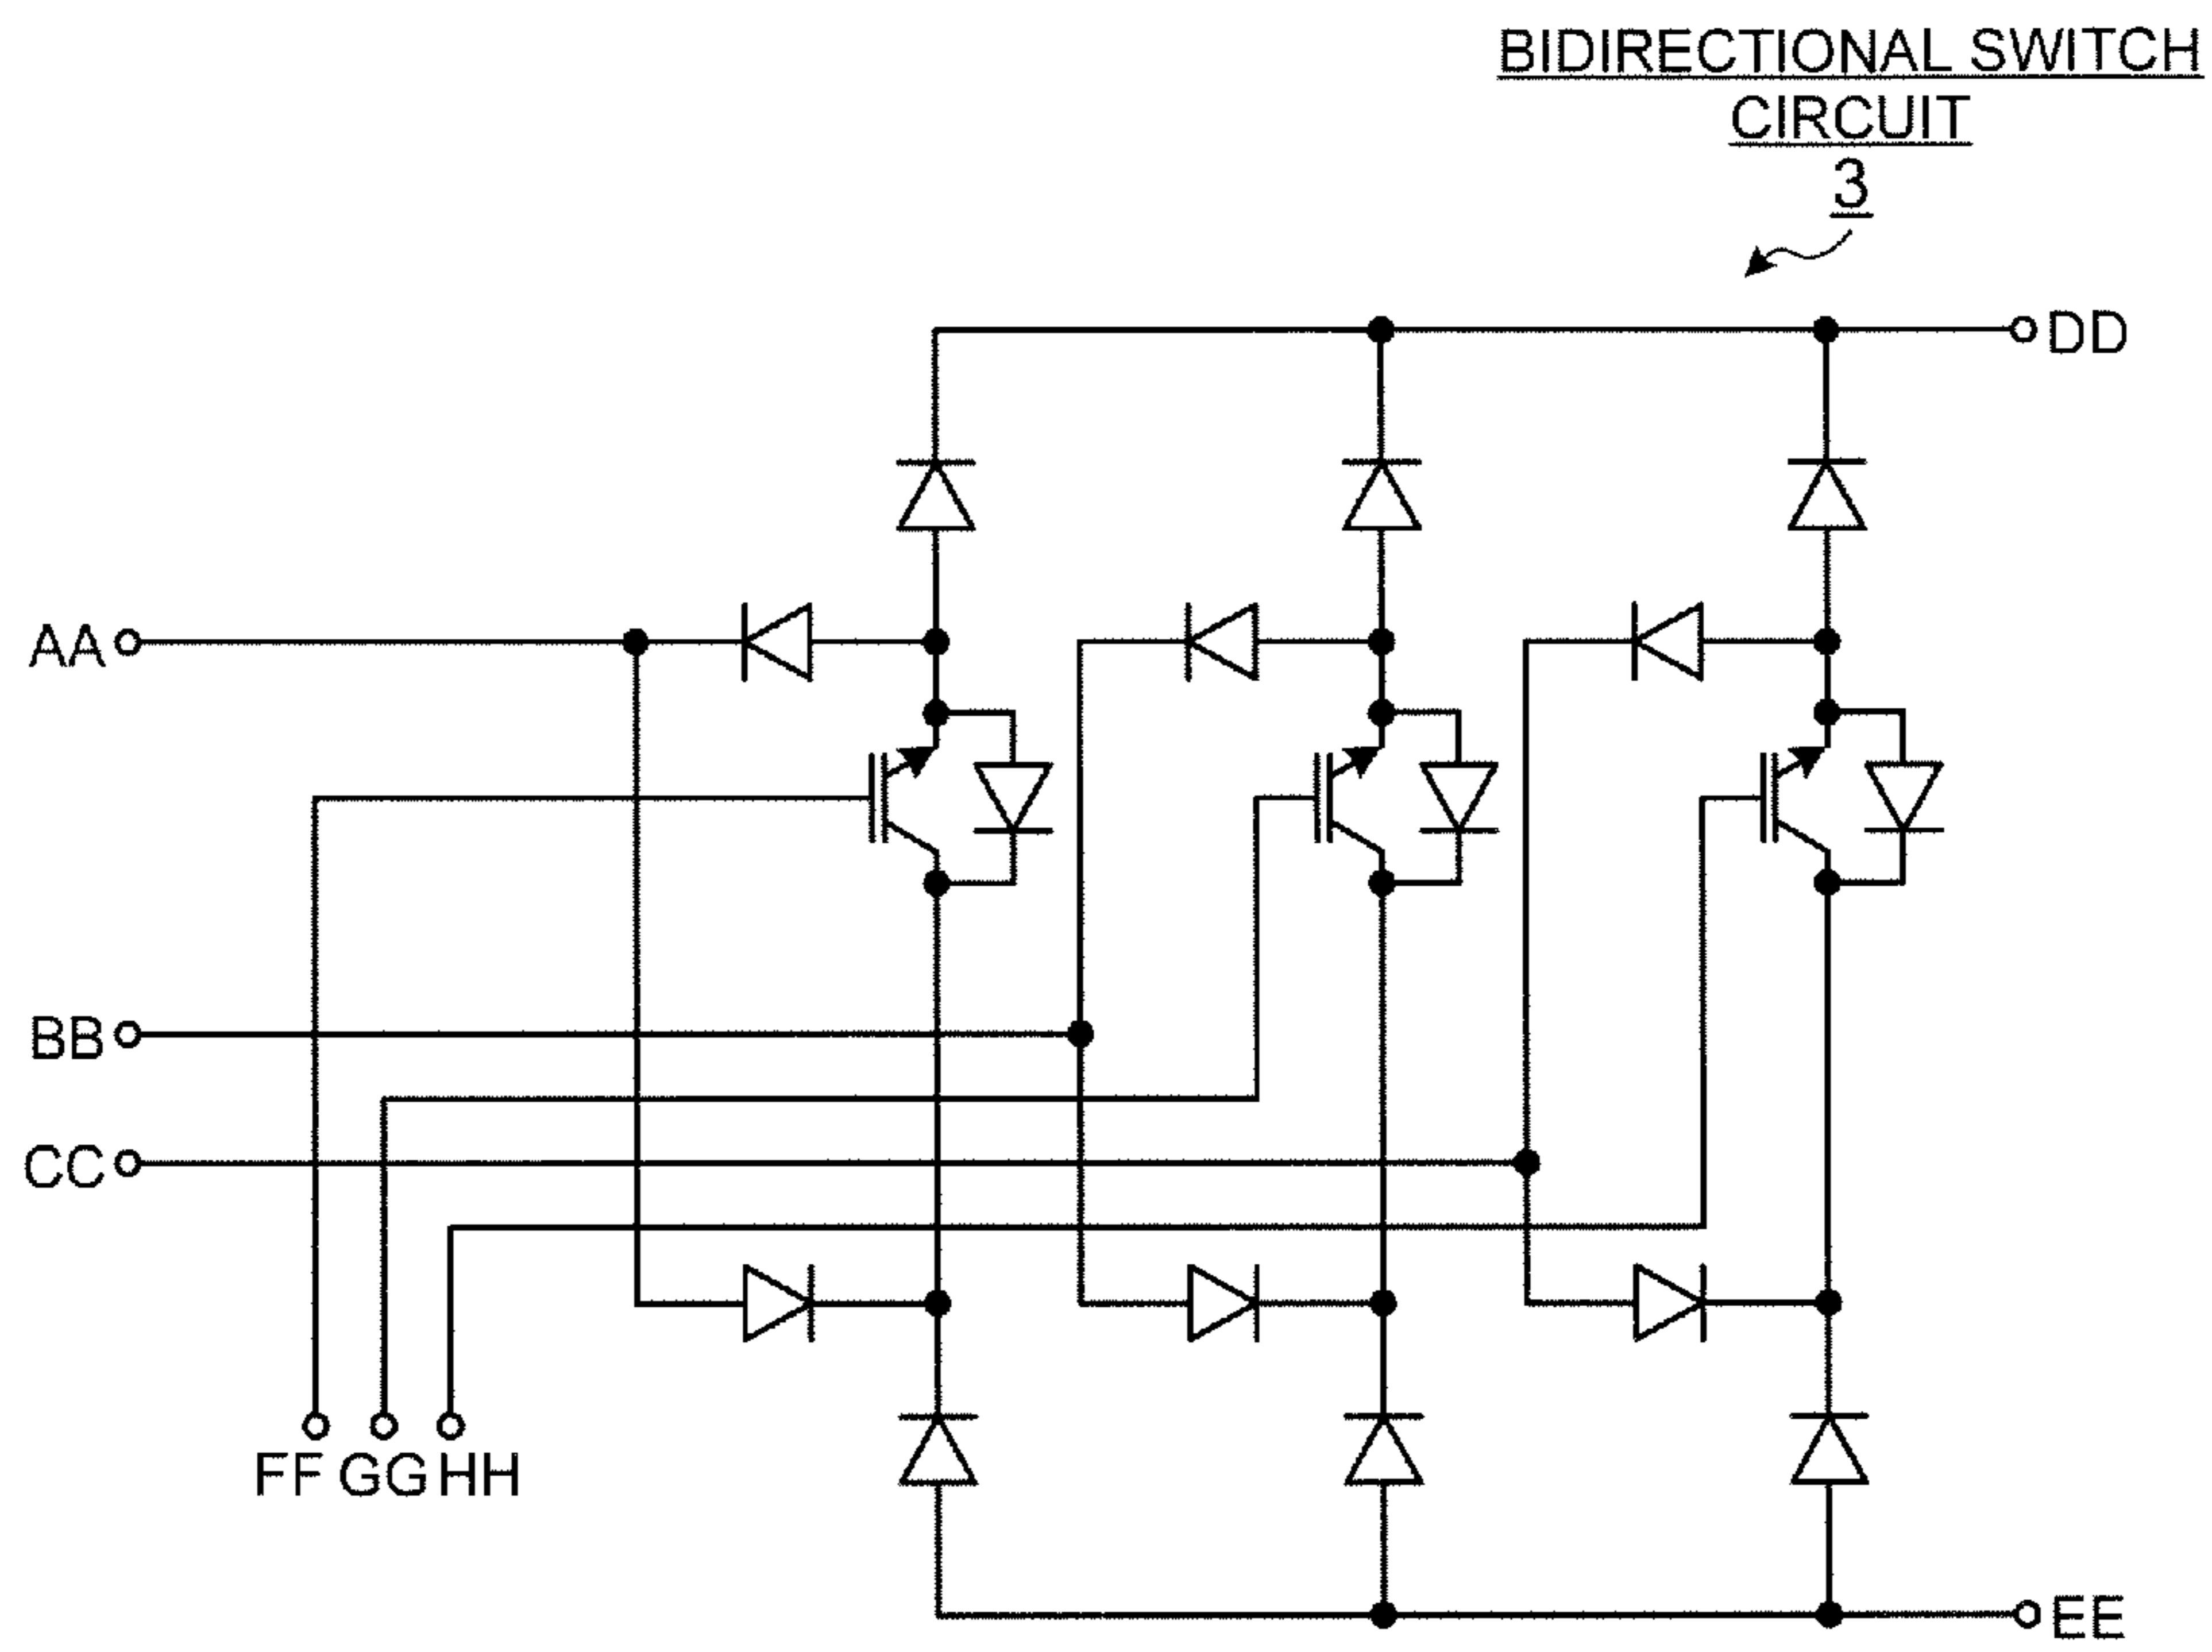 BIDIRECTIONAL SWITCH
CIRCUIT
3
DD
AA
BB
CC
FF GG HH
EE